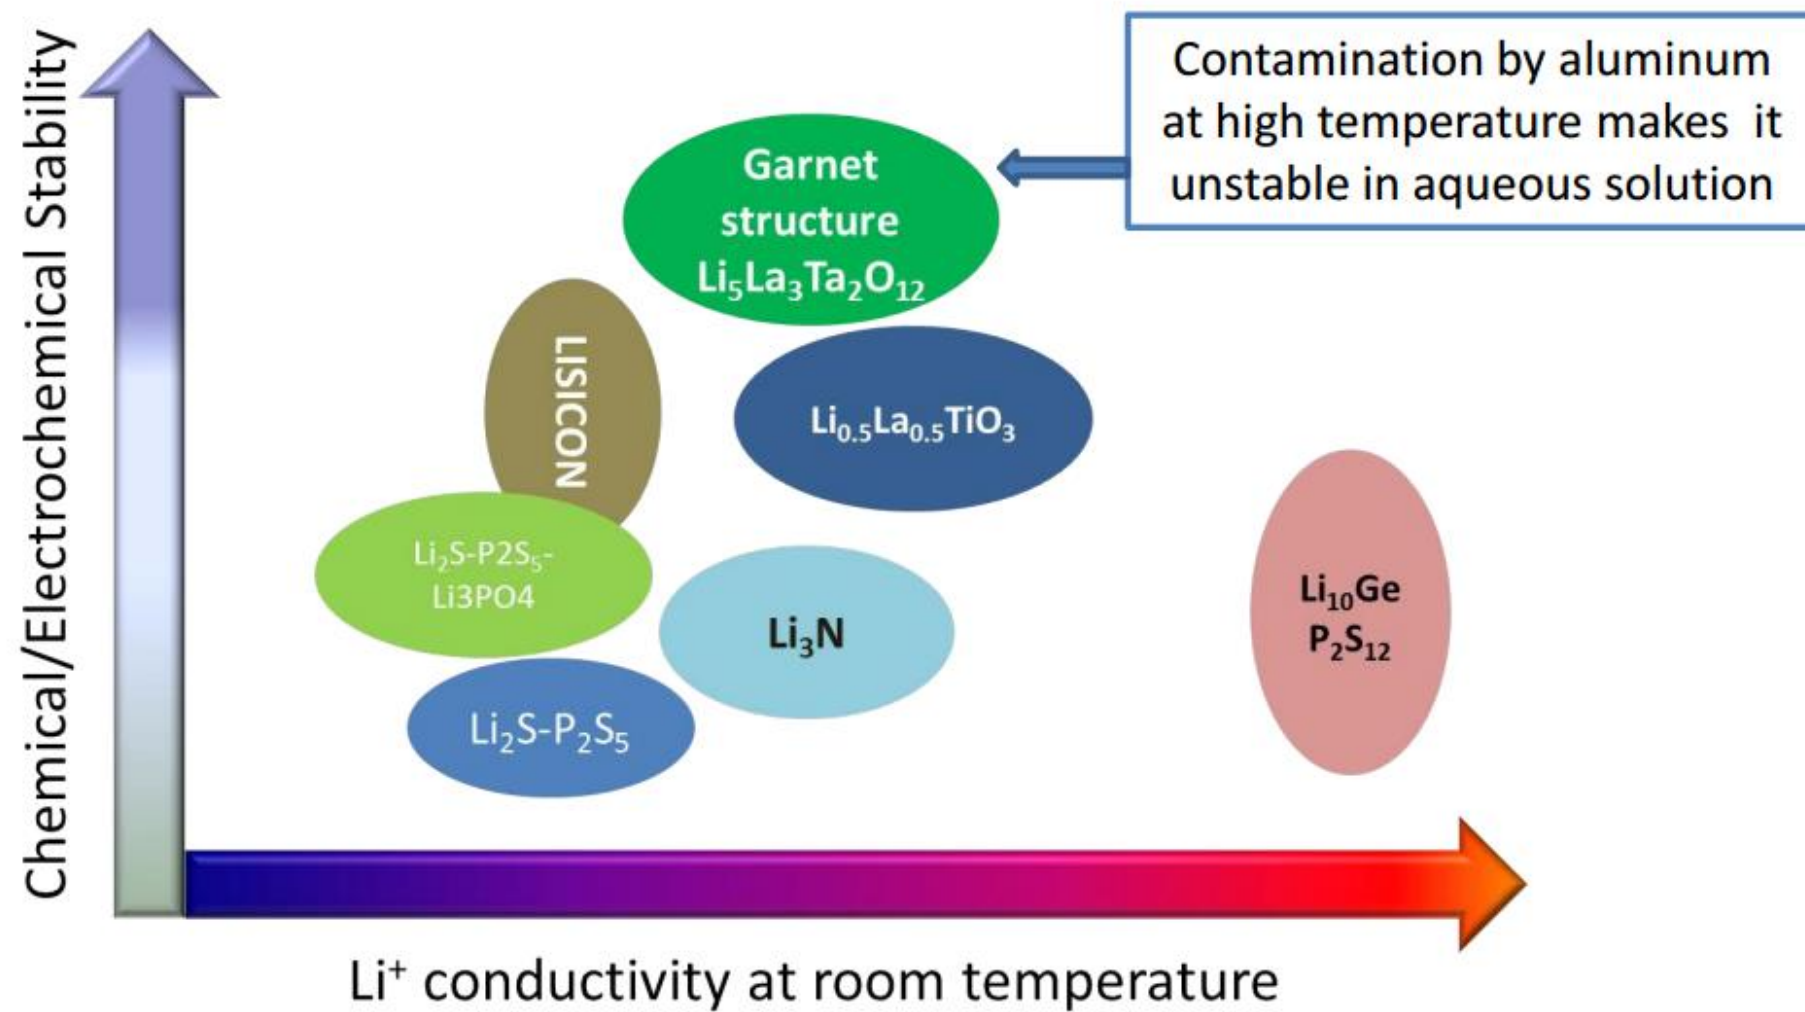 Chemical/Electrochemical Stability
Contamination by aluminum
at high temperature makes it
unstable in aqueous solution
Garnet
structure
Li₅La₃Ta₂O₁₂
LISICON
Li₀.₅La₀.₅TiO₃
Li₂S-P2S₅-
Li3PO4
Li₃N
Li₁₀Ge
P₂S₁₂
Li₂S-P₂S₅
Li⁺ conductivity at room temperature